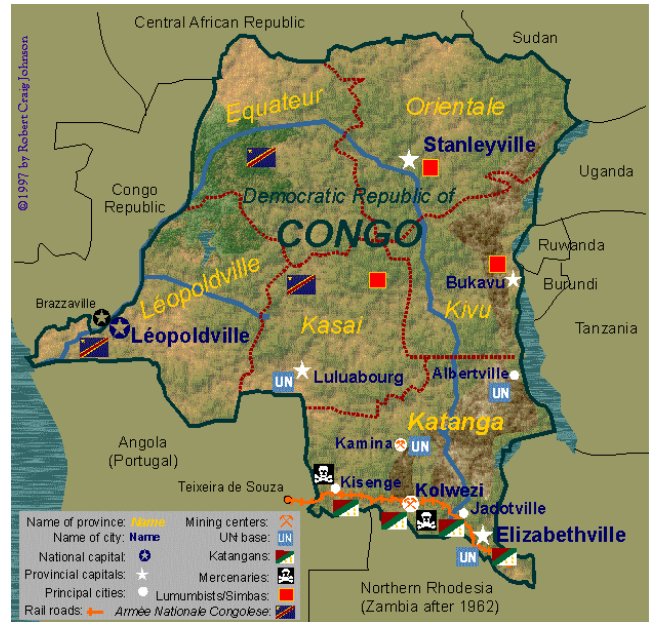 Central African Republic
Sudan
©1997 by Robert Craig Johnson
Equateur
Orientale
Stanleyville
Uganda
Congo
Republic
Democratic Republic of
CONGO
Ruwanda
Bukavu
Burundi
Léopoldville
Brazzaville
Kivu
Kasai
Léopoldville
Tanzania
Albertville
UN
Luluabourg
UN
Katanga
Angola
(Portugal)
Kamina
UN
Kisenge
Teixeira de Souza
Kolwezi
Jadotville
Elizabethville
UN
Name of province: Name
Mining centers:
Name of city: Name
UN base: UN
National capital:
Katangans:
Provincial capitals:
Mercenaries:
Principal cities:
Lumumbists/Simbas:
Rail roads:
Armée Nationale Congolese:
Northern Rhodesia
(Zambia after 1962)